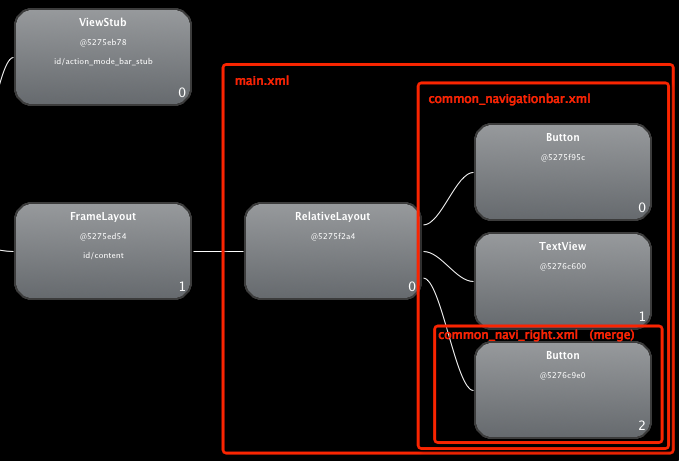 ViewStub
@5275eb78
id/action_mode_bar_stub
0
main.xml
common_navigationbar.xml
Button
@5275f95c
0
FrameLayout
@5275ed54
id/content
1
RelativeLayout
@5275f2a4
0
TextView
@5276c600
1
common_navi_right.xml (merge)
Button
@5276c9e0
2